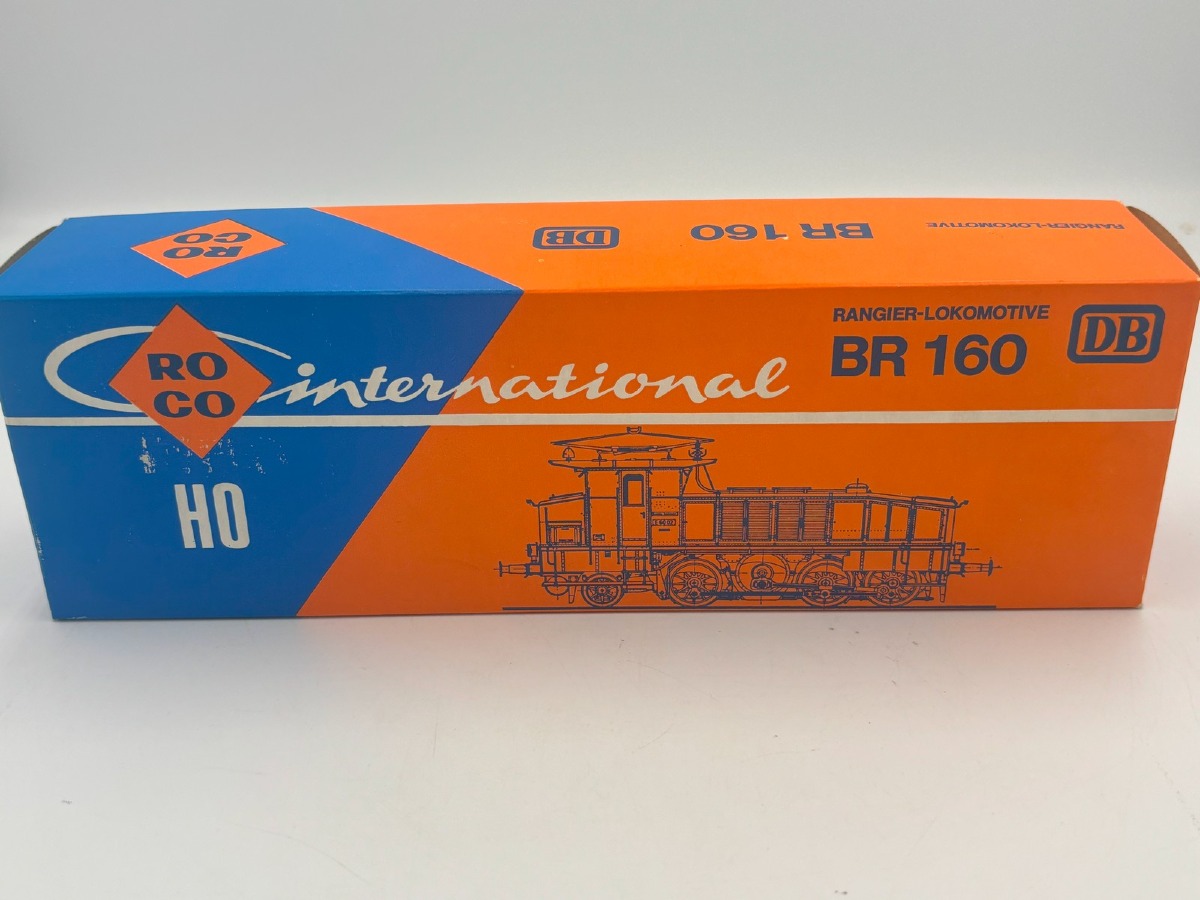 RO
CO
DB
BR 160
RANGIER-LOKOMOTIVE
RO
CO
international
RANGIER-LOKOMOTIVE
BR 160
DB
HO